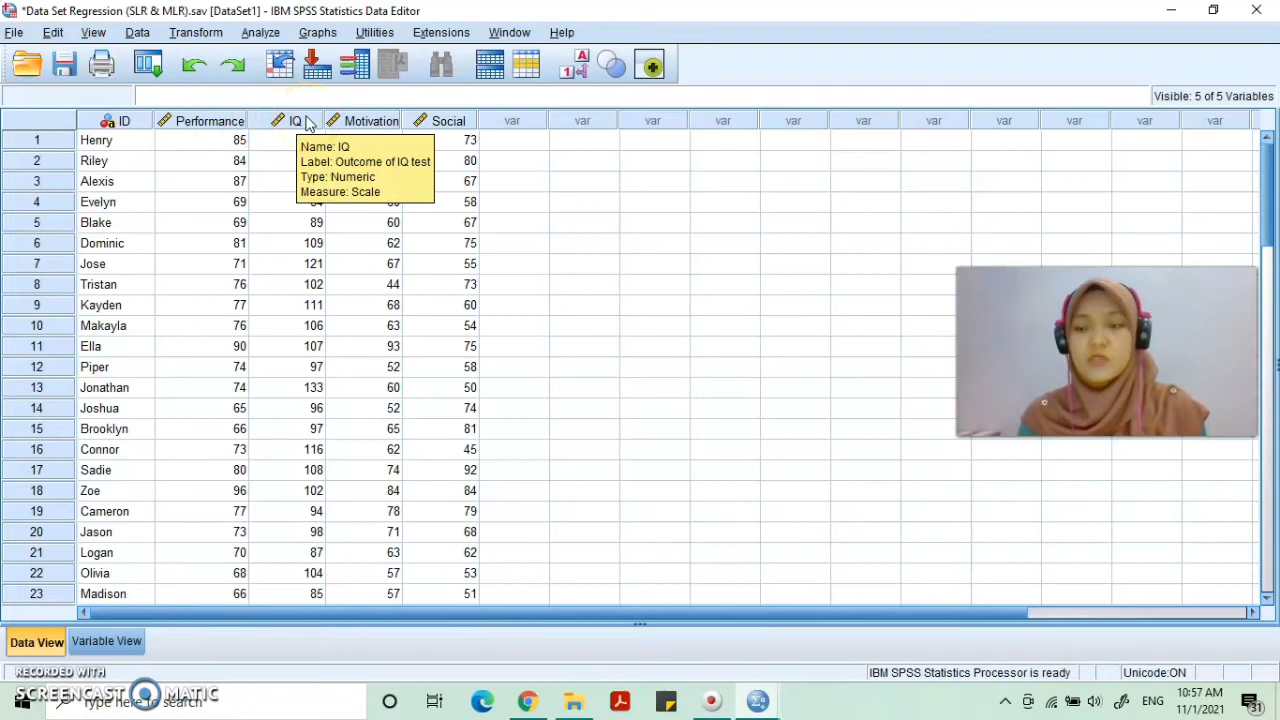 *Data Set Regression (SLR & MLR).sav [DataSet1] - IBM SPSS Statistics Data Editor
File Edit View Data Transform Analyze Graphs Utilities Extensions Window Help
Visible: 5 of 5 Variables
ID Performance IQ Motivation Social var var var var var var var var var var var
1 Henry 85 73
2 Riley 84 80
3 Alexis 87 67
4 Evelyn 69 58
5 Blake 69 89 60 67
6 Dominic 81 109 62 75
7 Jose 71 121 67 55
8 Tristan 76 102 44 73
9 Kayden 77 111 68 60
10 Makayla 76 106 63 54
11 Ella 90 107 93 75
12 Piper 74 97 52 58
13 Jonathan 74 133 60 50
14 Joshua 65 96 52 74
15 Brooklyn 66 97 65 81
16 Connor 73 116 62 45
17 Sadie 80 108 74 92
18 Zoe 96 102 84 84
19 Cameron 77 94 78 79
20 Jason 73 98 71 68
21 Logan 70 87 63 62
22 Olivia 68 104 57 53
23 Madison 66 85 57 51
Name: IQ
Label: Outcome of IQ test
Type: Numeric
Measure: Scale
Data View Variable View
IBM SPSS Statistics Processor is ready Unicode:ON
RECORDED WITH
SCREENCAST MATIC
Type here to search
ENG
10:57 AM
11/1/2021
31